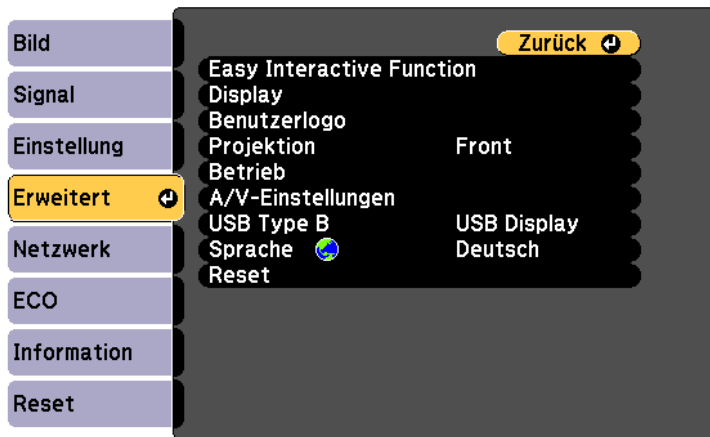 Bild
Signal
Einstellung
Erweitert
Netzwerk
ECO
Information
Reset
Zurück
Easy Interactive Function
Display
Benutzerlogo
Projektion Front
Betrieb
A/V-Einstellungen
USB Type B USB Display
Sprache Deutsch
Reset